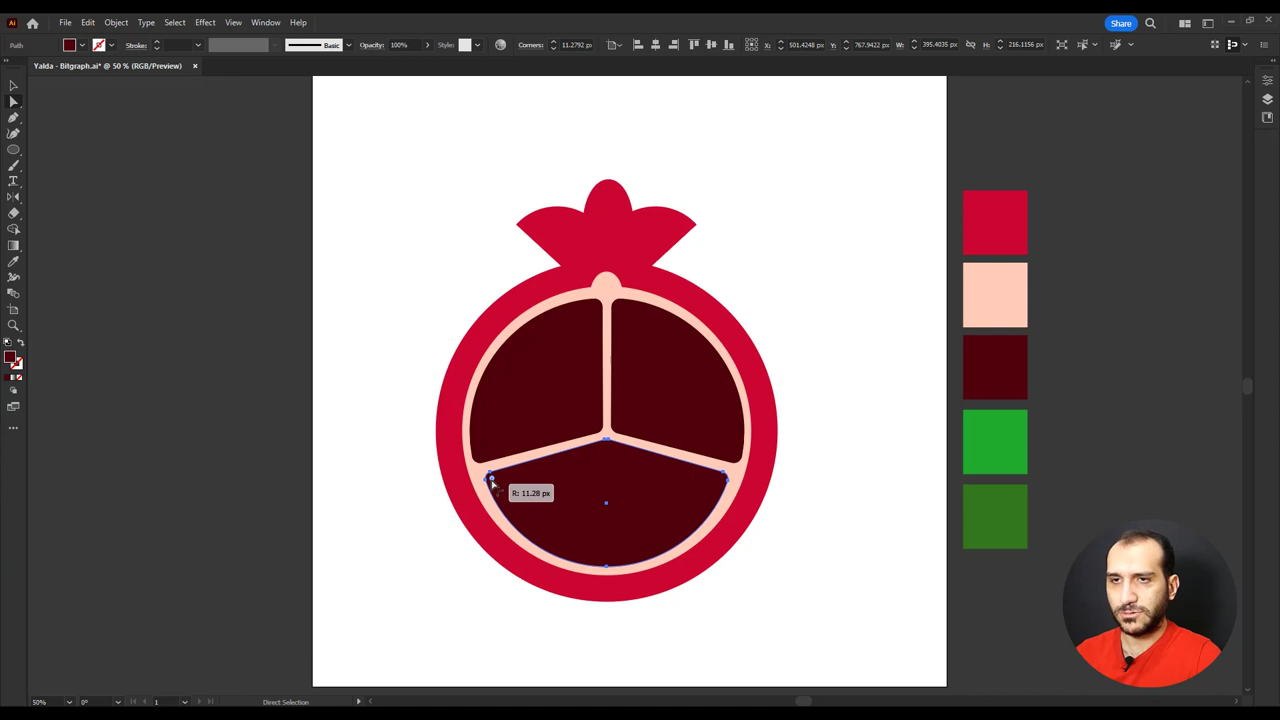 Ai File Edit Object Type Select Effect View Window Help Share
Path Stroke: Basic Opacity: 100% Style: Corners: 11.2792 px X: 501.4248 px Y: 767.9422 px W: 395.4035 px H: 216.1156 px
Yalda - Bitgraph.ai* @ 50 % (RGB/Preview) ×
R: 11.28 px
50% 0° 1 Direct Selection